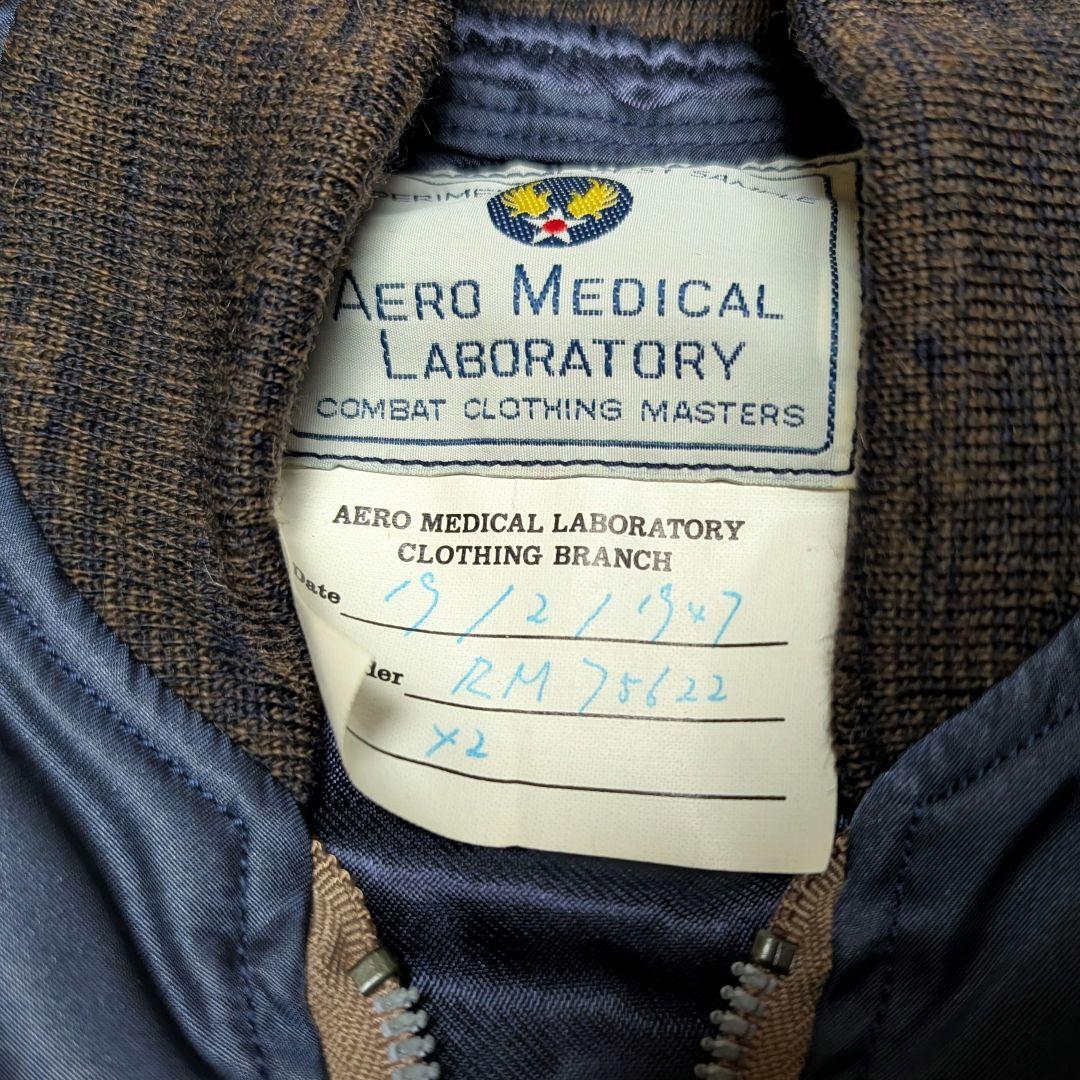 AERO MEDICAL
LABORATORY
COMBAT CLOTHING MASTERS
AERO MEDICAL LABORATORY
CLOTHING BRANCH
Date 19/2/1947
der RM 75622
x2